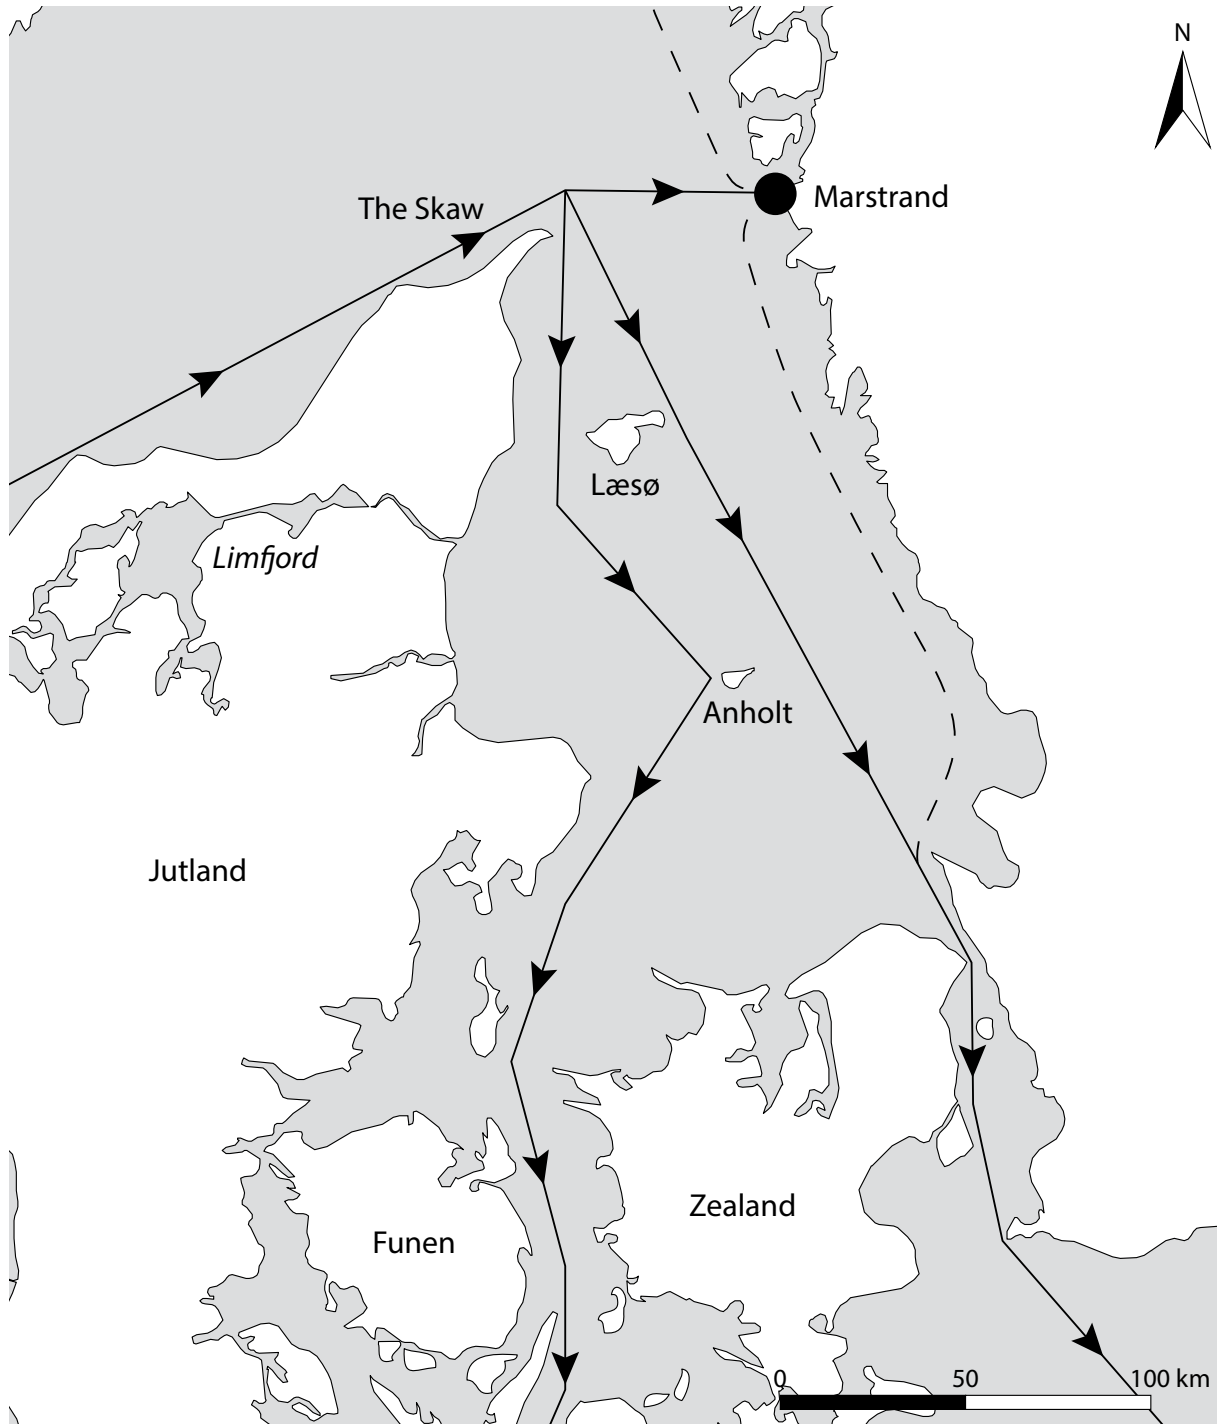 N
The Skaw
Marstrand
Læsø
Limfjord
Anholt
Jutland
Zealand
Funen
0 50 100 km